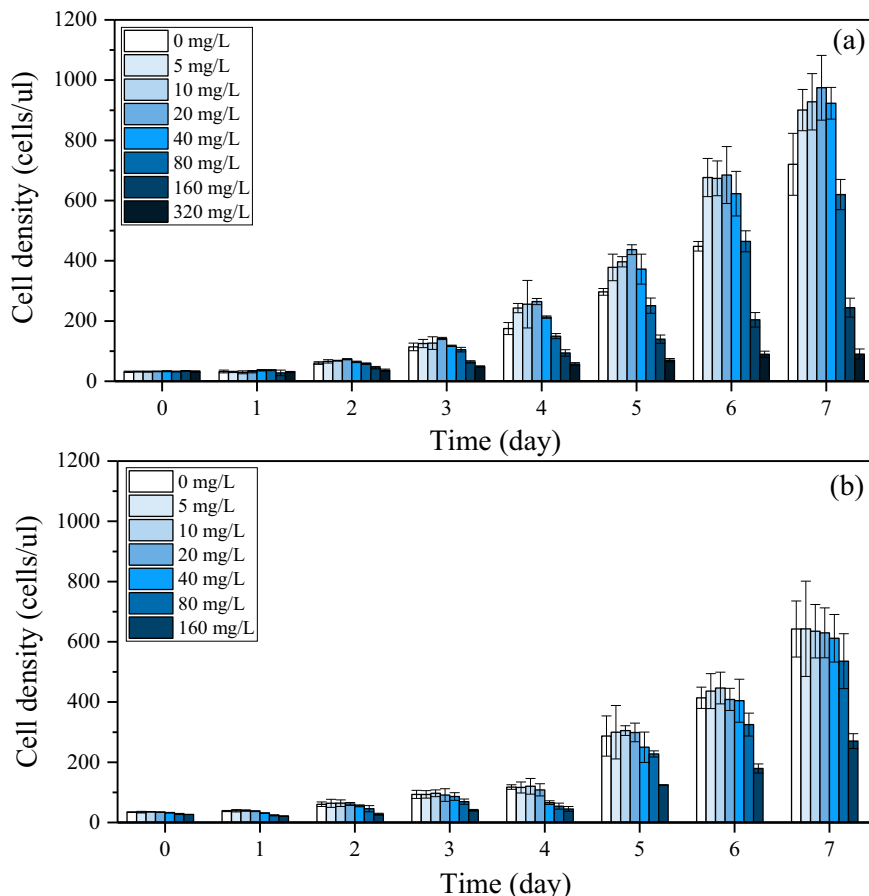 (a)
1200
1000
800
600
400
200
0
Cell density (cells/ul)
0 mg/L
5 mg/L
10 mg/L
20 mg/L
40 mg/L
80 mg/L
160 mg/L
320 mg/L
0 1 2 3 4 5 6 7
Time (day)
(b)
1200
1000
800
600
400
200
0
Cell density (cells/ul)
0 mg/L
5 mg/L
10 mg/L
20 mg/L
40 mg/L
80 mg/L
160 mg/L
0 1 2 3 4 5 6 7
Time (day)